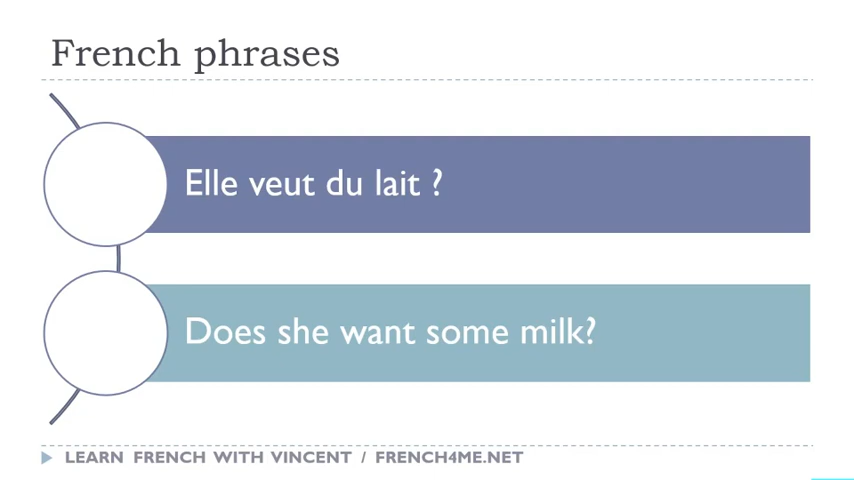 French phrases
Elle veut du lait ?
Does she want some milk?
LEARN FRENCH WITH VINCENT / FRENCH4ME.NET